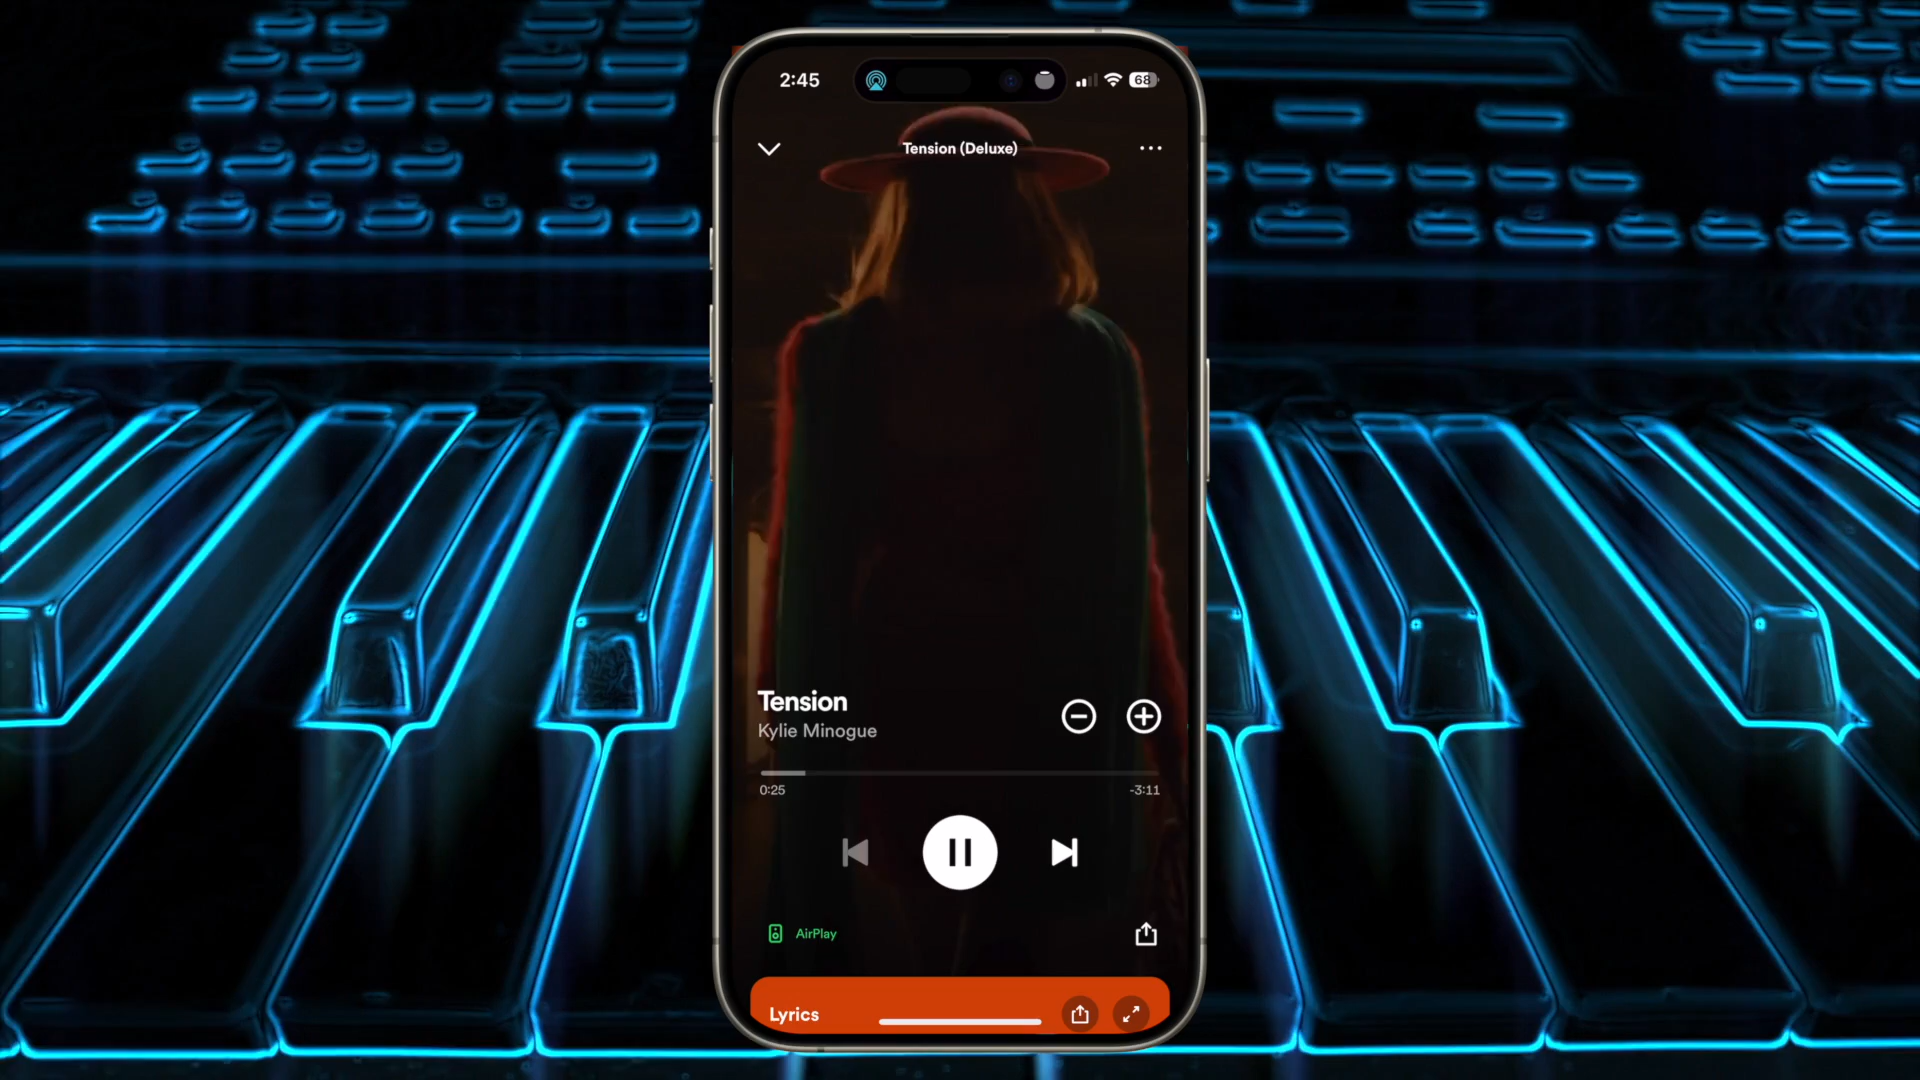 2:45
68
Tension (Deluxe)
Tension
Kylie Minogue
0:25
-3:11
AirPlay
Lyrics